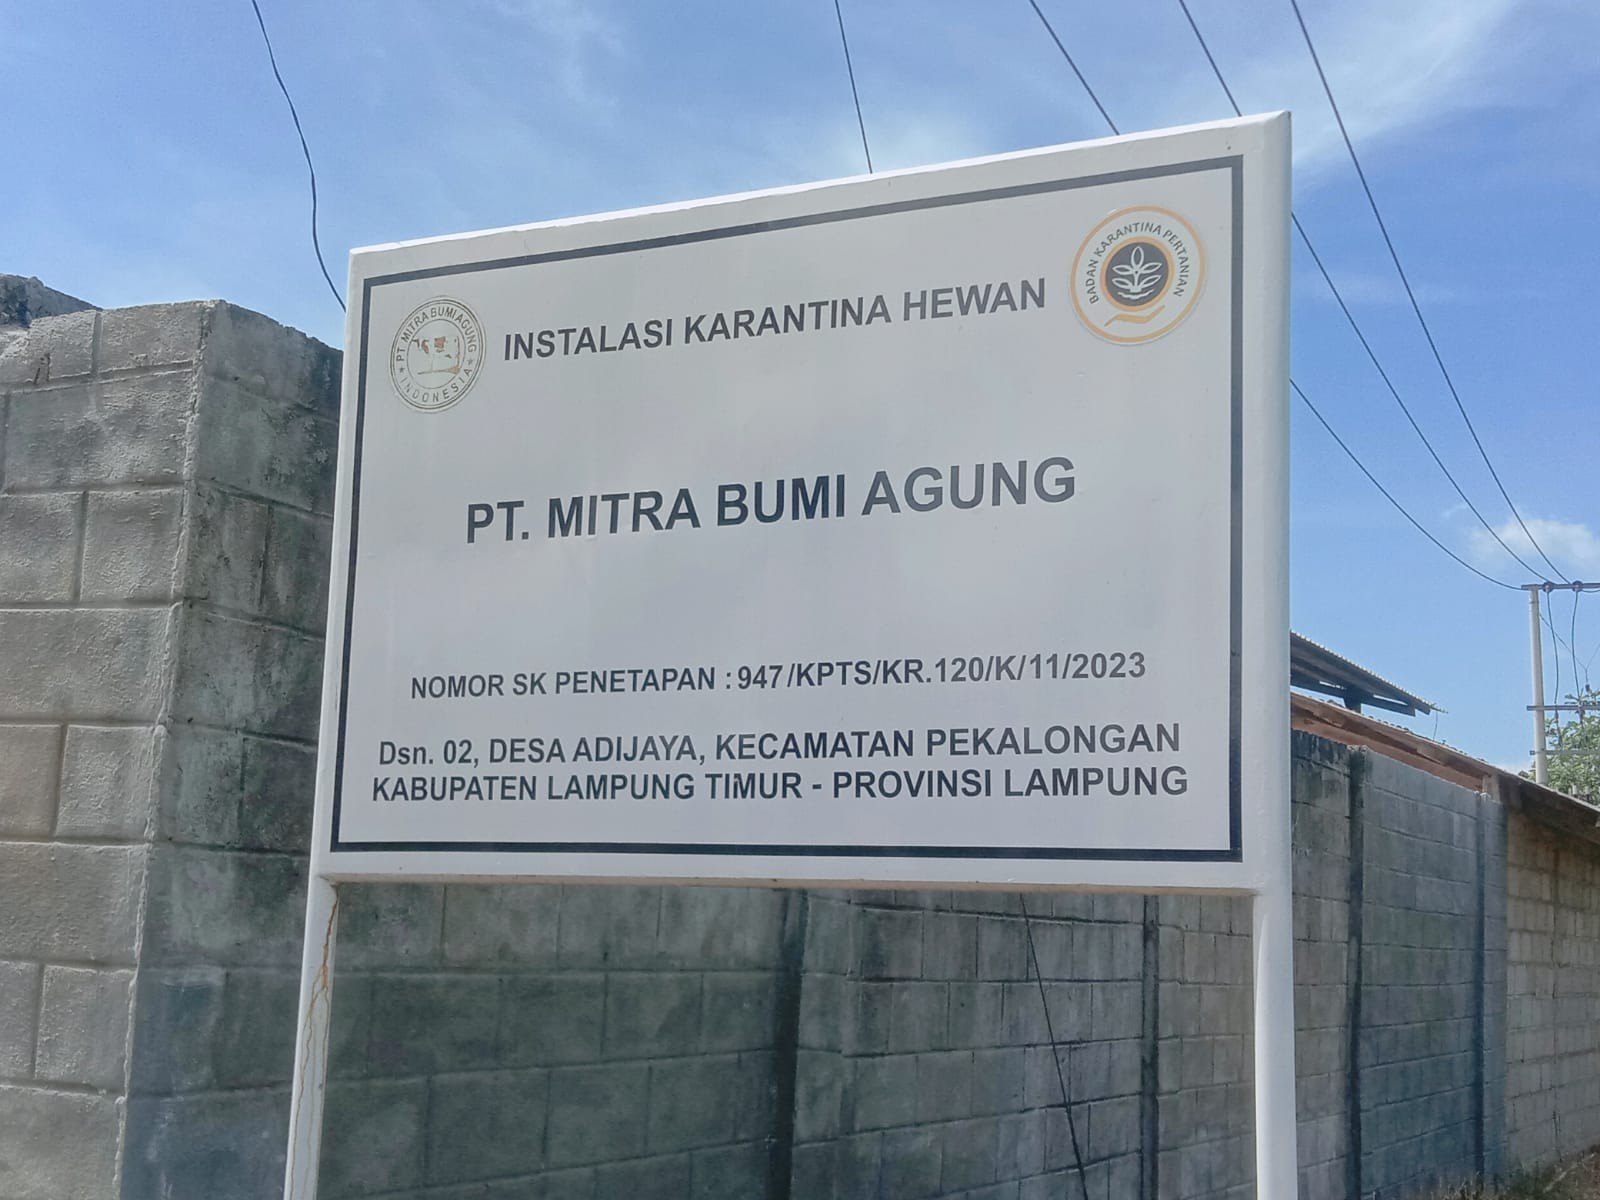 PT. MITRA BUMI AGUNG
★ INDONESIA ★
INSTALASI KARANTINA HEWAN
BADAN KARANTINA PERTANIAN
PT. MITRA BUMI AGUNG
NOMOR SK PENETAPAN : 947/KPTS/KR.120/K/11/2023
Dsn. 02, DESA ADIJAYA, KECAMATAN PEKALONGAN
KABUPATEN LAMPUNG TIMUR - PROVINSI LAMPUNG